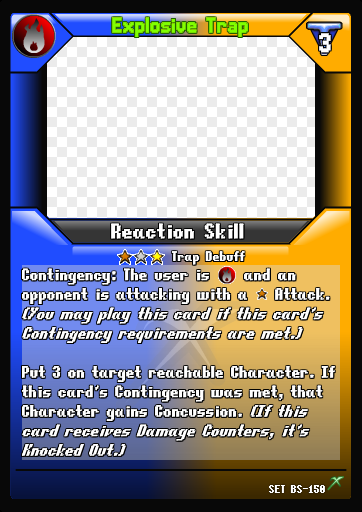 Explosive Trap
3
Reaction Skill
Trap Debuff
Contingency: The user is and an
opponent is attacking with a Attack.
(You may play this card if this card's
Contingency requirements are met.)
Put 3 on target reachable Character. If
this card's Contingency was met, that
Character gains Concussion. (If this
card receives Damage Counters, it's
Knocked Out.)
SET BS-150